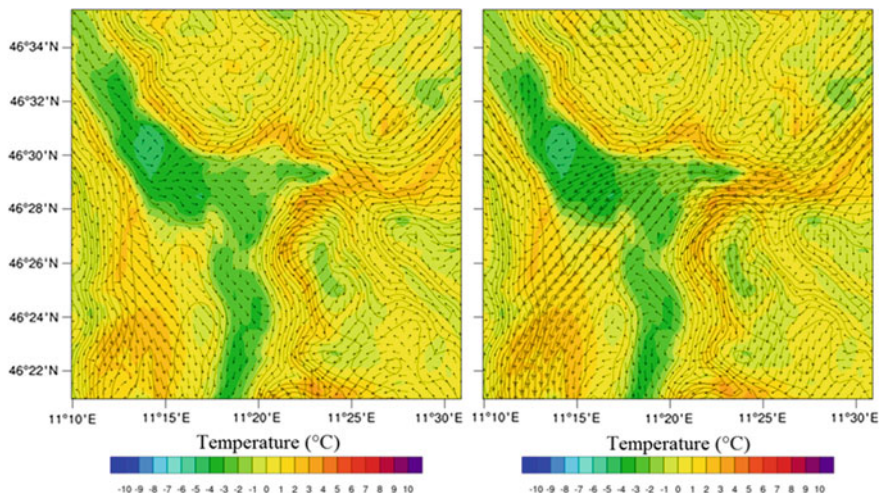 46°34'N
46°32'N
46°30'N
46°28'N
46°26'N
46°24'N
46°22'N
11°10'E 11°15'E 11°20'E 11°25'E 11°30'E 11°10'E 11°15'E 11°20'E 11°25'E 11°30'E
Temperature (°C) Temperature (°C)
-10 -9 -8 -7 -6 -5 -4 -3 -2 -1 0 1 2 3 4 5 6 7 8 9 10 -10 -9 -8 -7 -6 -5 -4 -3 -2 -1 0 1 2 3 4 5 6 7 8 9 10